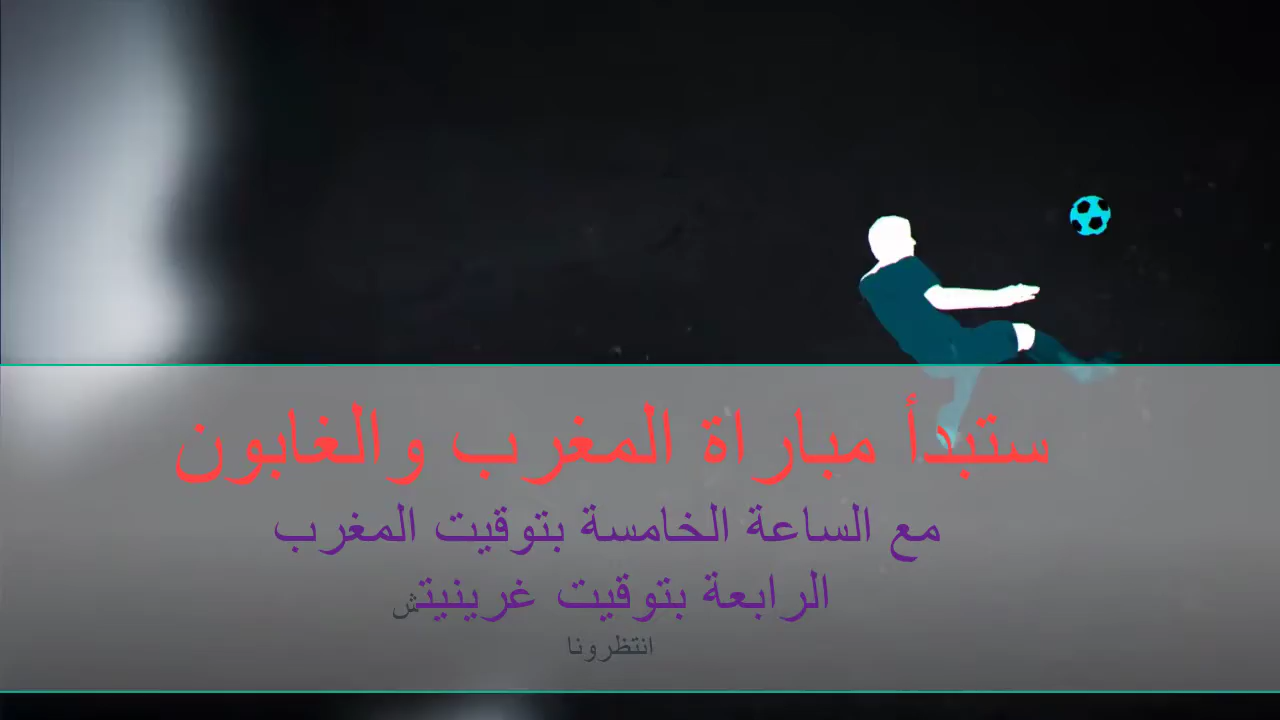 ستبدأ مباراة المغرب والغابون
مع الساعة الخامسة بتوقيت المغرب
الرابعة بتوقيت غرينيتش
انتظرونا